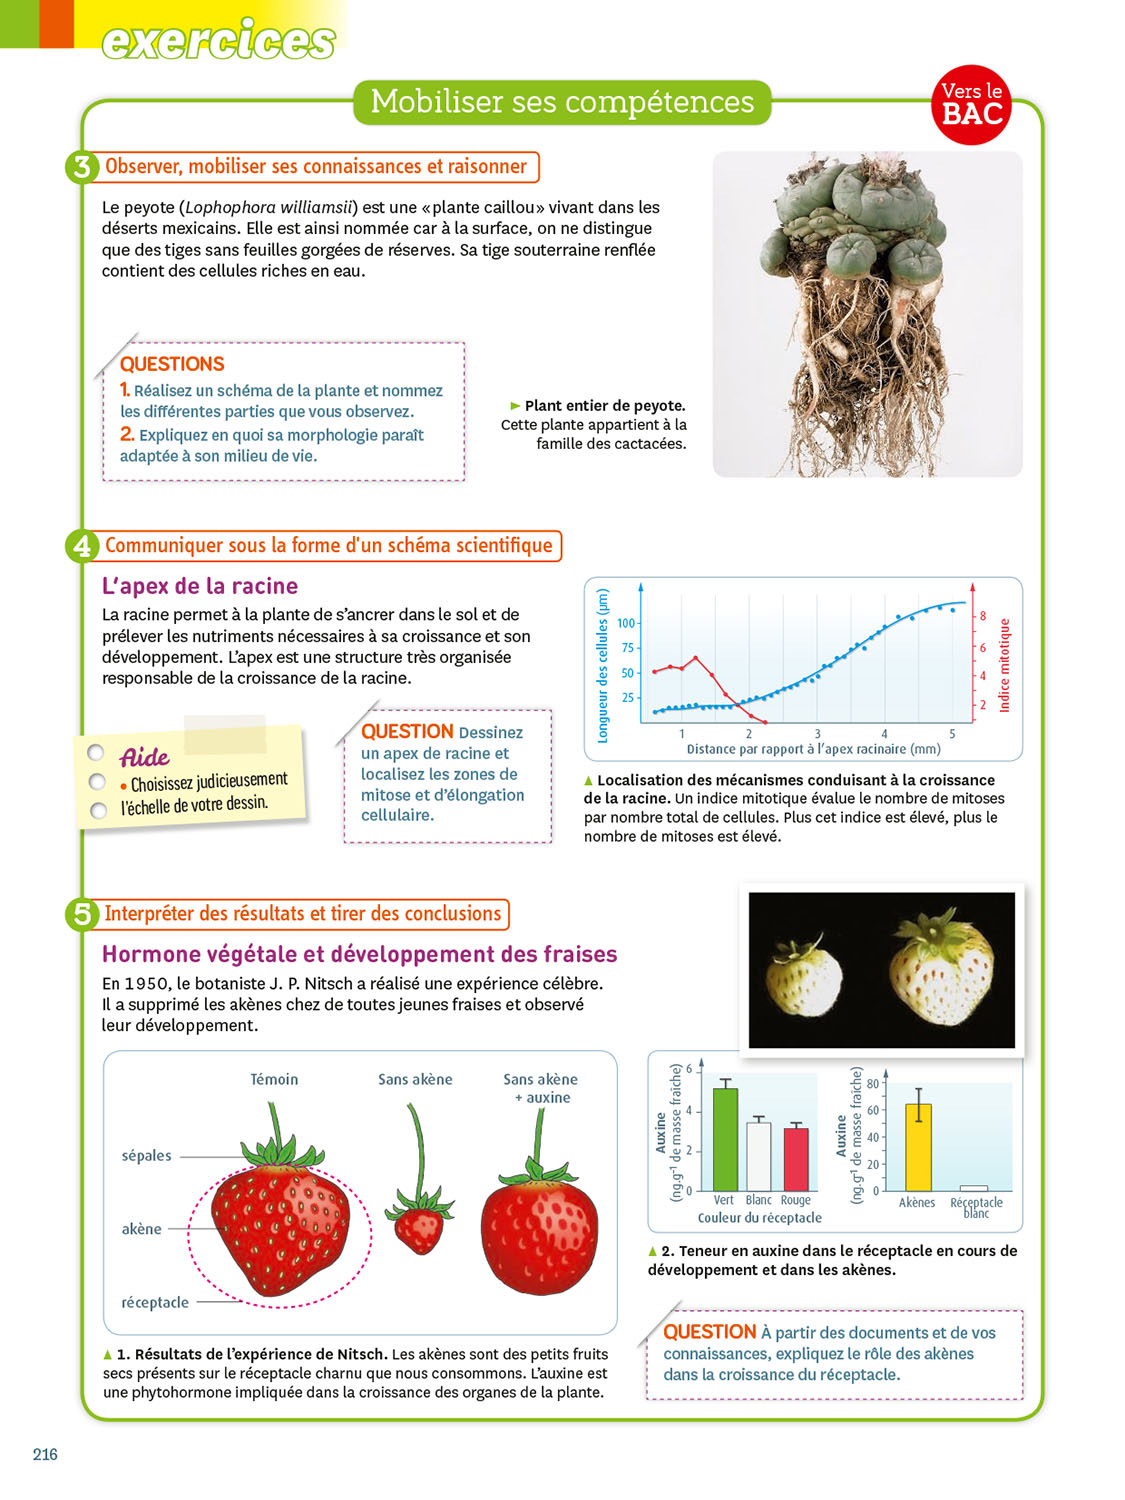 exercices
Mobiliser ses compétences
Vers le
BAC
3 Observer, mobiliser ses connaissances et raisonner
Le peyote (Lophophora williamsii) est une «plante caillou» vivant dans les
déserts mexicains. Elle est ainsi nommée car à la surface, on ne distingue
que des tiges sans feuilles gorgées de réserves. Sa tige souterraine renflée
contient des cellules riches en eau.
QUESTIONS
1. Réalisez un schéma de la plante et nommez
les différentes parties que vous observez.
2. Expliquez en quoi sa morphologie paraît
adaptée à son milieu de vie.
► Plant entier de peyote.
Cette plante appartient à la
famille des cactacées.
4 Communiquer sous la forme d'un schéma scientifique
L'apex de la racine
La racine permet à la plante de s'ancrer dans le sol et de
prélever les nutriments nécessaires à sa croissance et son
développement. L'apex est une structure très organisée
responsable de la croissance de la racine.
Aide
• Choisissez judicieusement
l'échelle de votre dessin.
QUESTION Dessinez
un apex de racine et
localisez les zones de
mitose et d'élongation
cellulaire.
Longueur des cellules (µm)
100
75
50
25
8
6
4
2
Indice mitotique
1 2 3 4 5
Distance par rapport à l'apex racinaire (mm)
▲ Localisation des mécanismes conduisant à la croissance
de la racine. Un indice mitotique évalue le nombre de mitoses
par nombre total de cellules. Plus cet indice est élevé, plus le
nombre de mitoses est élevé.
5 Interpréter des résultats et tirer des conclusions
Hormone végétale et développement des fraises
En 1950, le botaniste J. P. Nitsch a réalisé une expérience célèbre.
Il a supprimé les akènes chez de toutes jeunes fraises et observé
leur développement.
Témoin Sans akène Sans akène
+ auxine
sépales
akène
réceptacle
▲ 1. Résultats de l'expérience de Nitsch. Les akènes sont des petits fruits
secs présents sur le réceptacle charnu que nous consommons. L'auxine est
une phytohormone impliquée dans la croissance des organes de la plante.
Auxine
(ng.g⁻¹ de masse fraîche)
6
4
2
0
Vert Blanc Rouge
Couleur du réceptacle
Auxine
(ng.g⁻¹ de masse fraîche)
80
60
40
20
0
Akènes Réceptacle
blanc
▲ 2. Teneur en auxine dans le réceptacle en cours de
développement et dans les akènes.
QUESTION À partir des documents et de vos
connaissances, expliquez le rôle des akènes
dans la croissance du réceptacle.
216